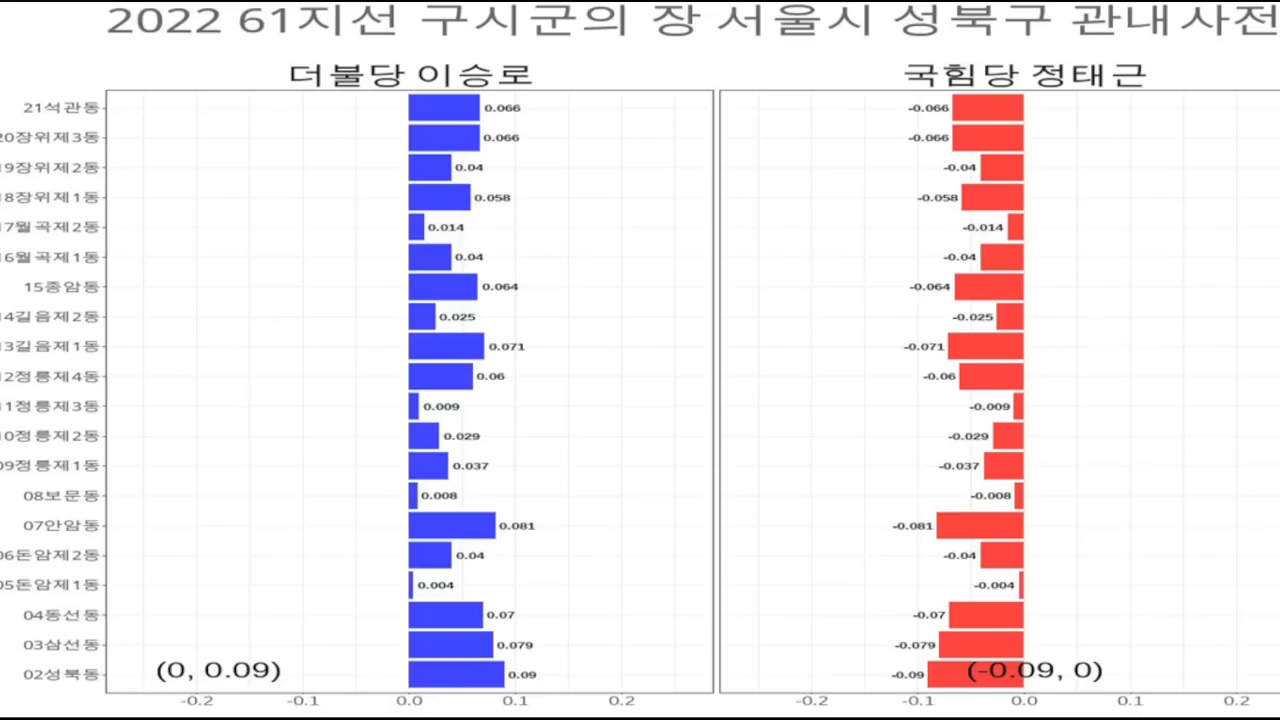 2022 61지선 구시군의 장 서울시 성북구 관내사전
더불당 이승로
국힘당 정태근
21석관동 0.066 -0.066
20장위제3동 0.066 -0.066
19장위제2동 0.04 -0.04
18장위제1동 0.058 -0.058
17월곡제2동 0.014 -0.014
16월곡제1동 0.04 -0.04
15종암동 0.064 -0.064
14길음제2동 0.025 -0.025
13길음제1동 0.071 -0.071
12정릉제4동 0.06 -0.06
11정릉제3동 0.009 -0.009
10정릉제2동 0.029 -0.029
09정릉제1동 0.037 -0.037
08보문동 0.008 -0.008
07안암동 0.081 -0.081
06돈암제2동 0.04 -0.04
05돈암제1동 0.004 -0.004
04동선동 0.07 -0.07
03삼선동 0.079 -0.079
02성북동 (0, 0.09) 0.09 -0.09 (-0.09, 0)
-0.2 -0.1 0.0 0.1 0.2 -0.2 -0.1 0.0 0.1 0.2